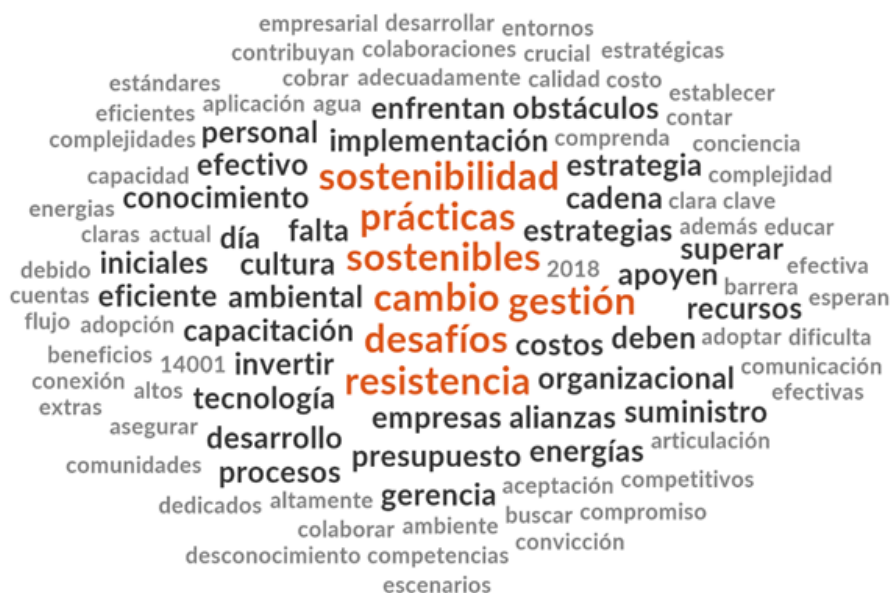 empresarial desarrollar entornos
contribuyan colaboraciones crucial estratégicas
estándares cobrar adecuadamente calidad costo
eficientes aplicación agua enfrentan obstáculos establecer
contar
complejidades personal implementación comprenda conciencia
capacidad efectivo sostenibilidad estrategia complejidad
energias conocimiento cadena clara clave
prácticas
claras actual día falta estrategias además educar
debido iniciales cultura sostenibles 2018 apoyen superar efectiva
barrera
cuentas eficiente ambiental cambio gestión recursos esperan
flujo adopción capacitación desafíos costos deben adoptar dificulta
beneficios 14001 invertir comunicación
conexión altos tecnología resistencia organizacional efectivas
extras
asegurar empresas alianzas suministro
desarrollo articulación
comunidades procesos presupuesto energías
dedicados altamente gerencia aceptación competitivos
colaborar ambiente buscar compromiso
desconocimiento competencias convicción
escenarios